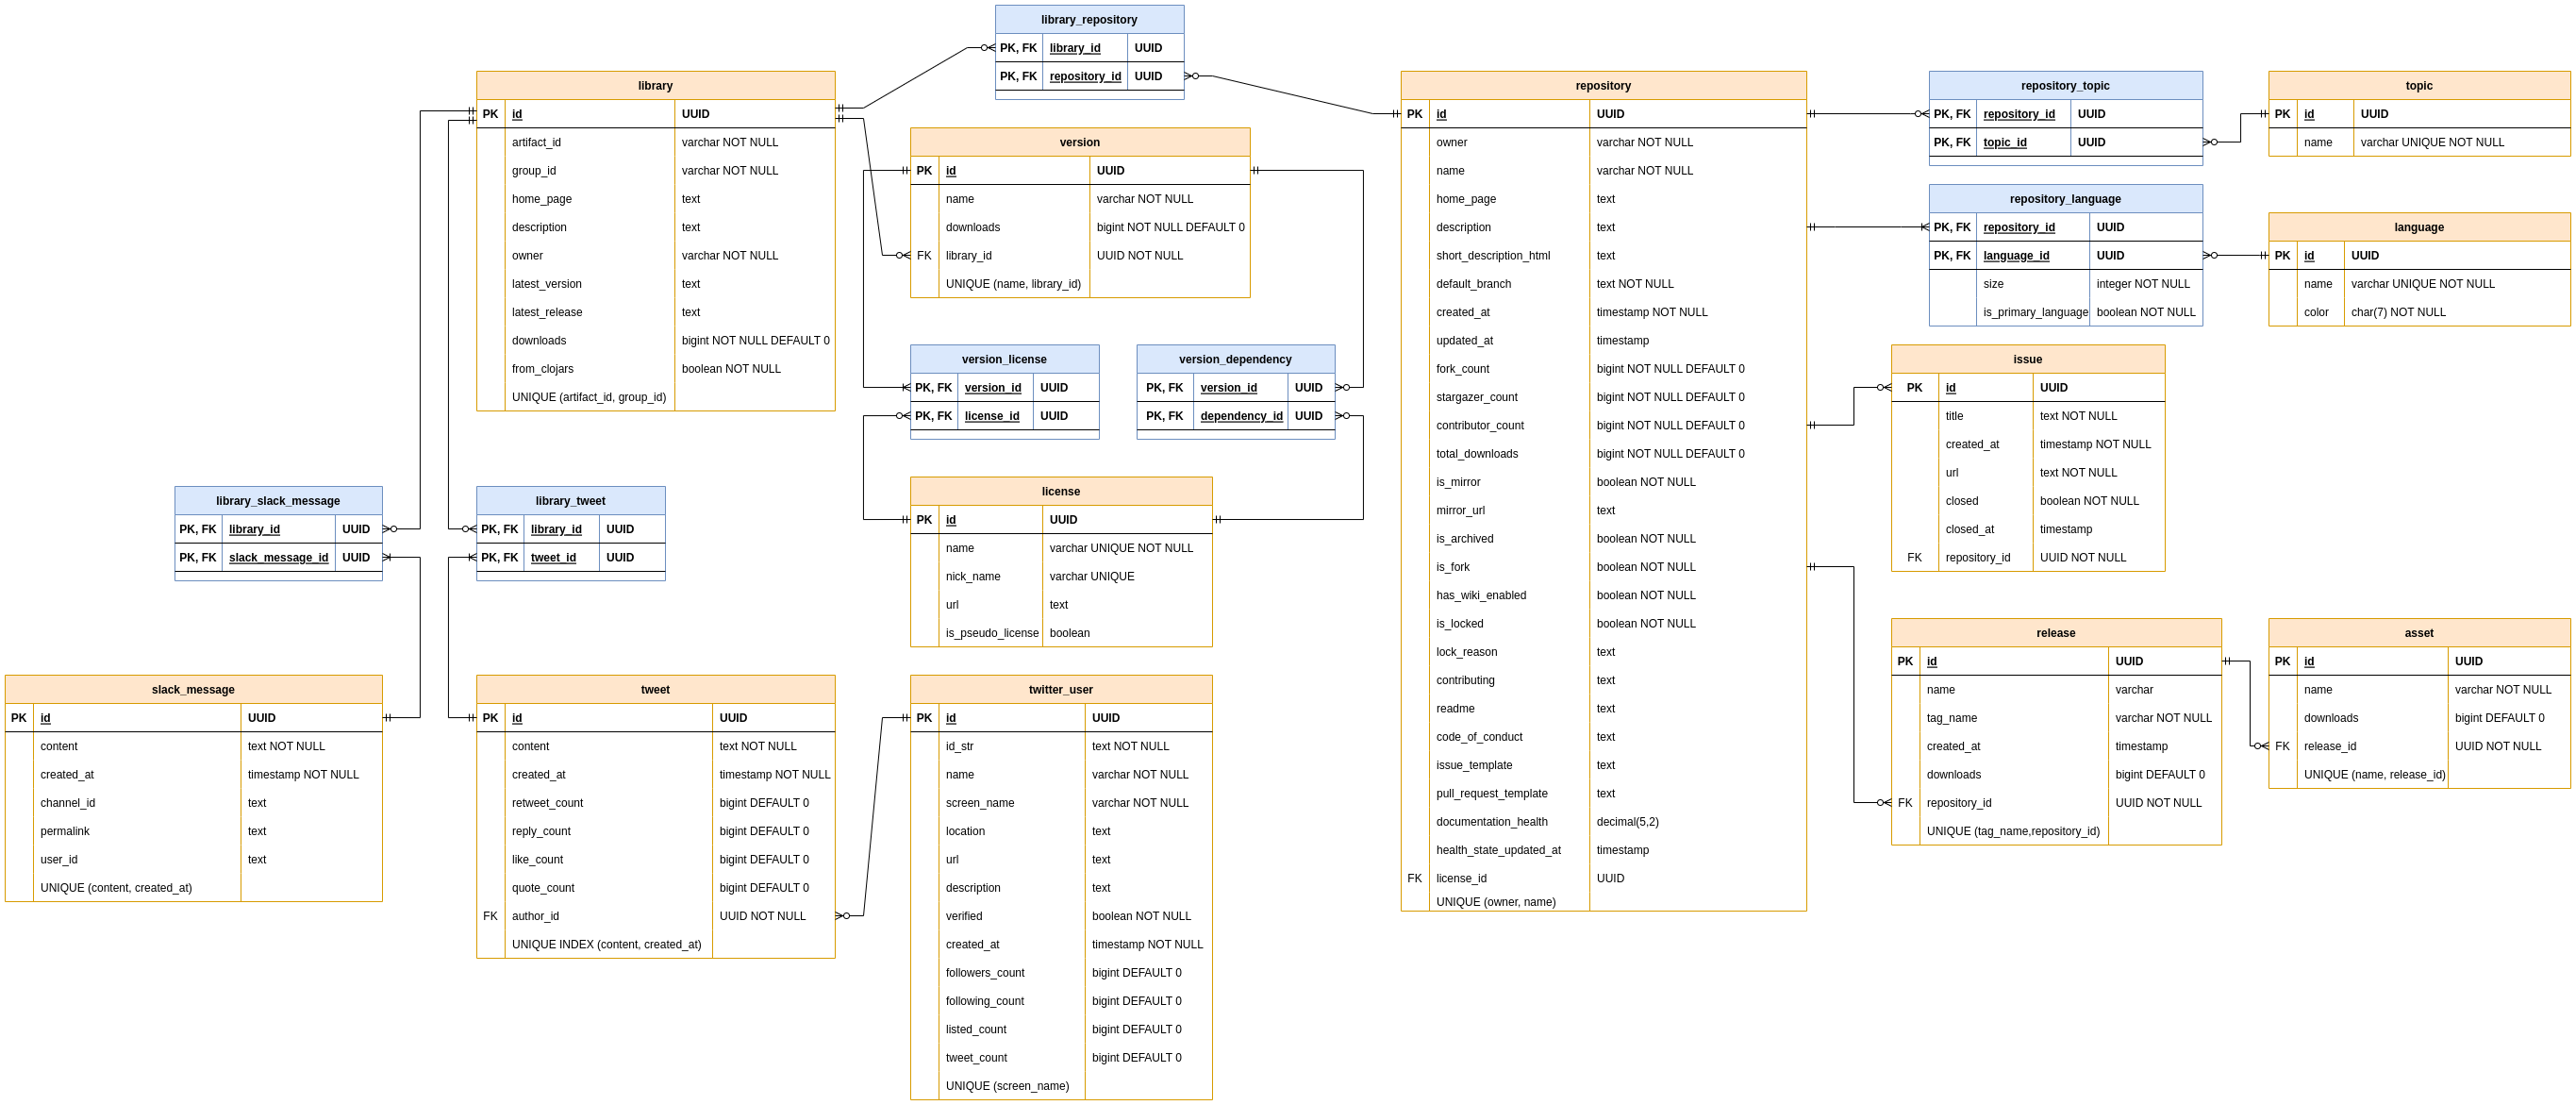 library_repository
PK, FK library_id UUID
PK, FK repository_id UUID
library
PK id UUID
artifact_id varchar NOT NULL
group_id varchar NOT NULL
home_page text
description text
owner varchar NOT NULL
latest_version text
latest_release text
downloads bigint NOT NULL DEFAULT 0
from_clojars boolean NOT NULL
UNIQUE (artifact_id, group_id)
version
PK id UUID
name varchar NOT NULL
downloads bigint NOT NULL DEFAULT 0
FK library_id UUID NOT NULL
UNIQUE (name, library_id)
version_license
PK, FK version_id UUID
PK, FK license_id UUID
version_dependency
PK, FK version_id UUID
PK, FK dependency_id UUID
license
PK id UUID
name varchar UNIQUE NOT NULL
nick_name varchar UNIQUE
url text
is_pseudo_license boolean
library_slack_message
PK, FK library_id UUID
PK, FK slack_message_id UUID
library_tweet
PK, FK library_id UUID
PK, FK tweet_id UUID
slack_message
PK id UUID
content text NOT NULL
created_at timestamp NOT NULL
channel_id text
permalink text
user_id text
UNIQUE (content, created_at)
tweet
PK id UUID
content text NOT NULL
created_at timestamp NOT NULL
retweet_count bigint DEFAULT 0
reply_count bigint DEFAULT 0
like_count bigint DEFAULT 0
quote_count bigint DEFAULT 0
FK author_id UUID NOT NULL
UNIQUE INDEX (content, created_at)
twitter_user
PK id UUID
id_str text NOT NULL
name varchar NOT NULL
screen_name varchar NOT NULL
location text
url text
description text
verified boolean NOT NULL
created_at timestamp NOT NULL
followers_count bigint DEFAULT 0
following_count bigint DEFAULT 0
listed_count bigint DEFAULT 0
tweet_count bigint DEFAULT 0
UNIQUE (screen_name)
repository
PK id UUID
owner varchar NOT NULL
name varchar NOT NULL
home_page text
description text
short_description_html text
default_branch text NOT NULL
created_at timestamp NOT NULL
updated_at timestamp
fork_count bigint NOT NULL DEFAULT 0
stargazer_count bigint NOT NULL DEFAULT 0
contributor_count bigint NOT NULL DEFAULT 0
total_downloads bigint NOT NULL DEFAULT 0
is_mirror boolean NOT NULL
mirror_url text
is_archived boolean NOT NULL
is_fork boolean NOT NULL
has_wiki_enabled boolean NOT NULL
is_locked boolean NOT NULL
lock_reason text
contributing text
readme text
code_of_conduct text
issue_template text
pull_request_template text
documentation_health decimal(5,2)
health_state_updated_at timestamp
FK license_id UUID
UNIQUE (owner, name)
repository_topic
PK, FK repository_id UUID
PK, FK topic_id UUID
topic
PK id UUID
name varchar UNIQUE NOT NULL
repository_language
PK, FK repository_id UUID
PK, FK language_id UUID
size integer NOT NULL
is_primary_language boolean NOT NULL
language
PK id UUID
name varchar UNIQUE NOT NULL
color char(7) NOT NULL
issue
PK id UUID
title text NOT NULL
created_at timestamp NOT NULL
url text NOT NULL
closed boolean NOT NULL
closed_at timestamp
FK repository_id UUID NOT NULL
release
PK id UUID
name varchar
tag_name varchar NOT NULL
created_at timestamp
downloads bigint DEFAULT 0
FK repository_id UUID NOT NULL
UNIQUE (tag_name,repository_id)
asset
PK id UUID
name varchar NOT NULL
downloads bigint DEFAULT 0
FK release_id UUID NOT NULL
UNIQUE (name, release_id)